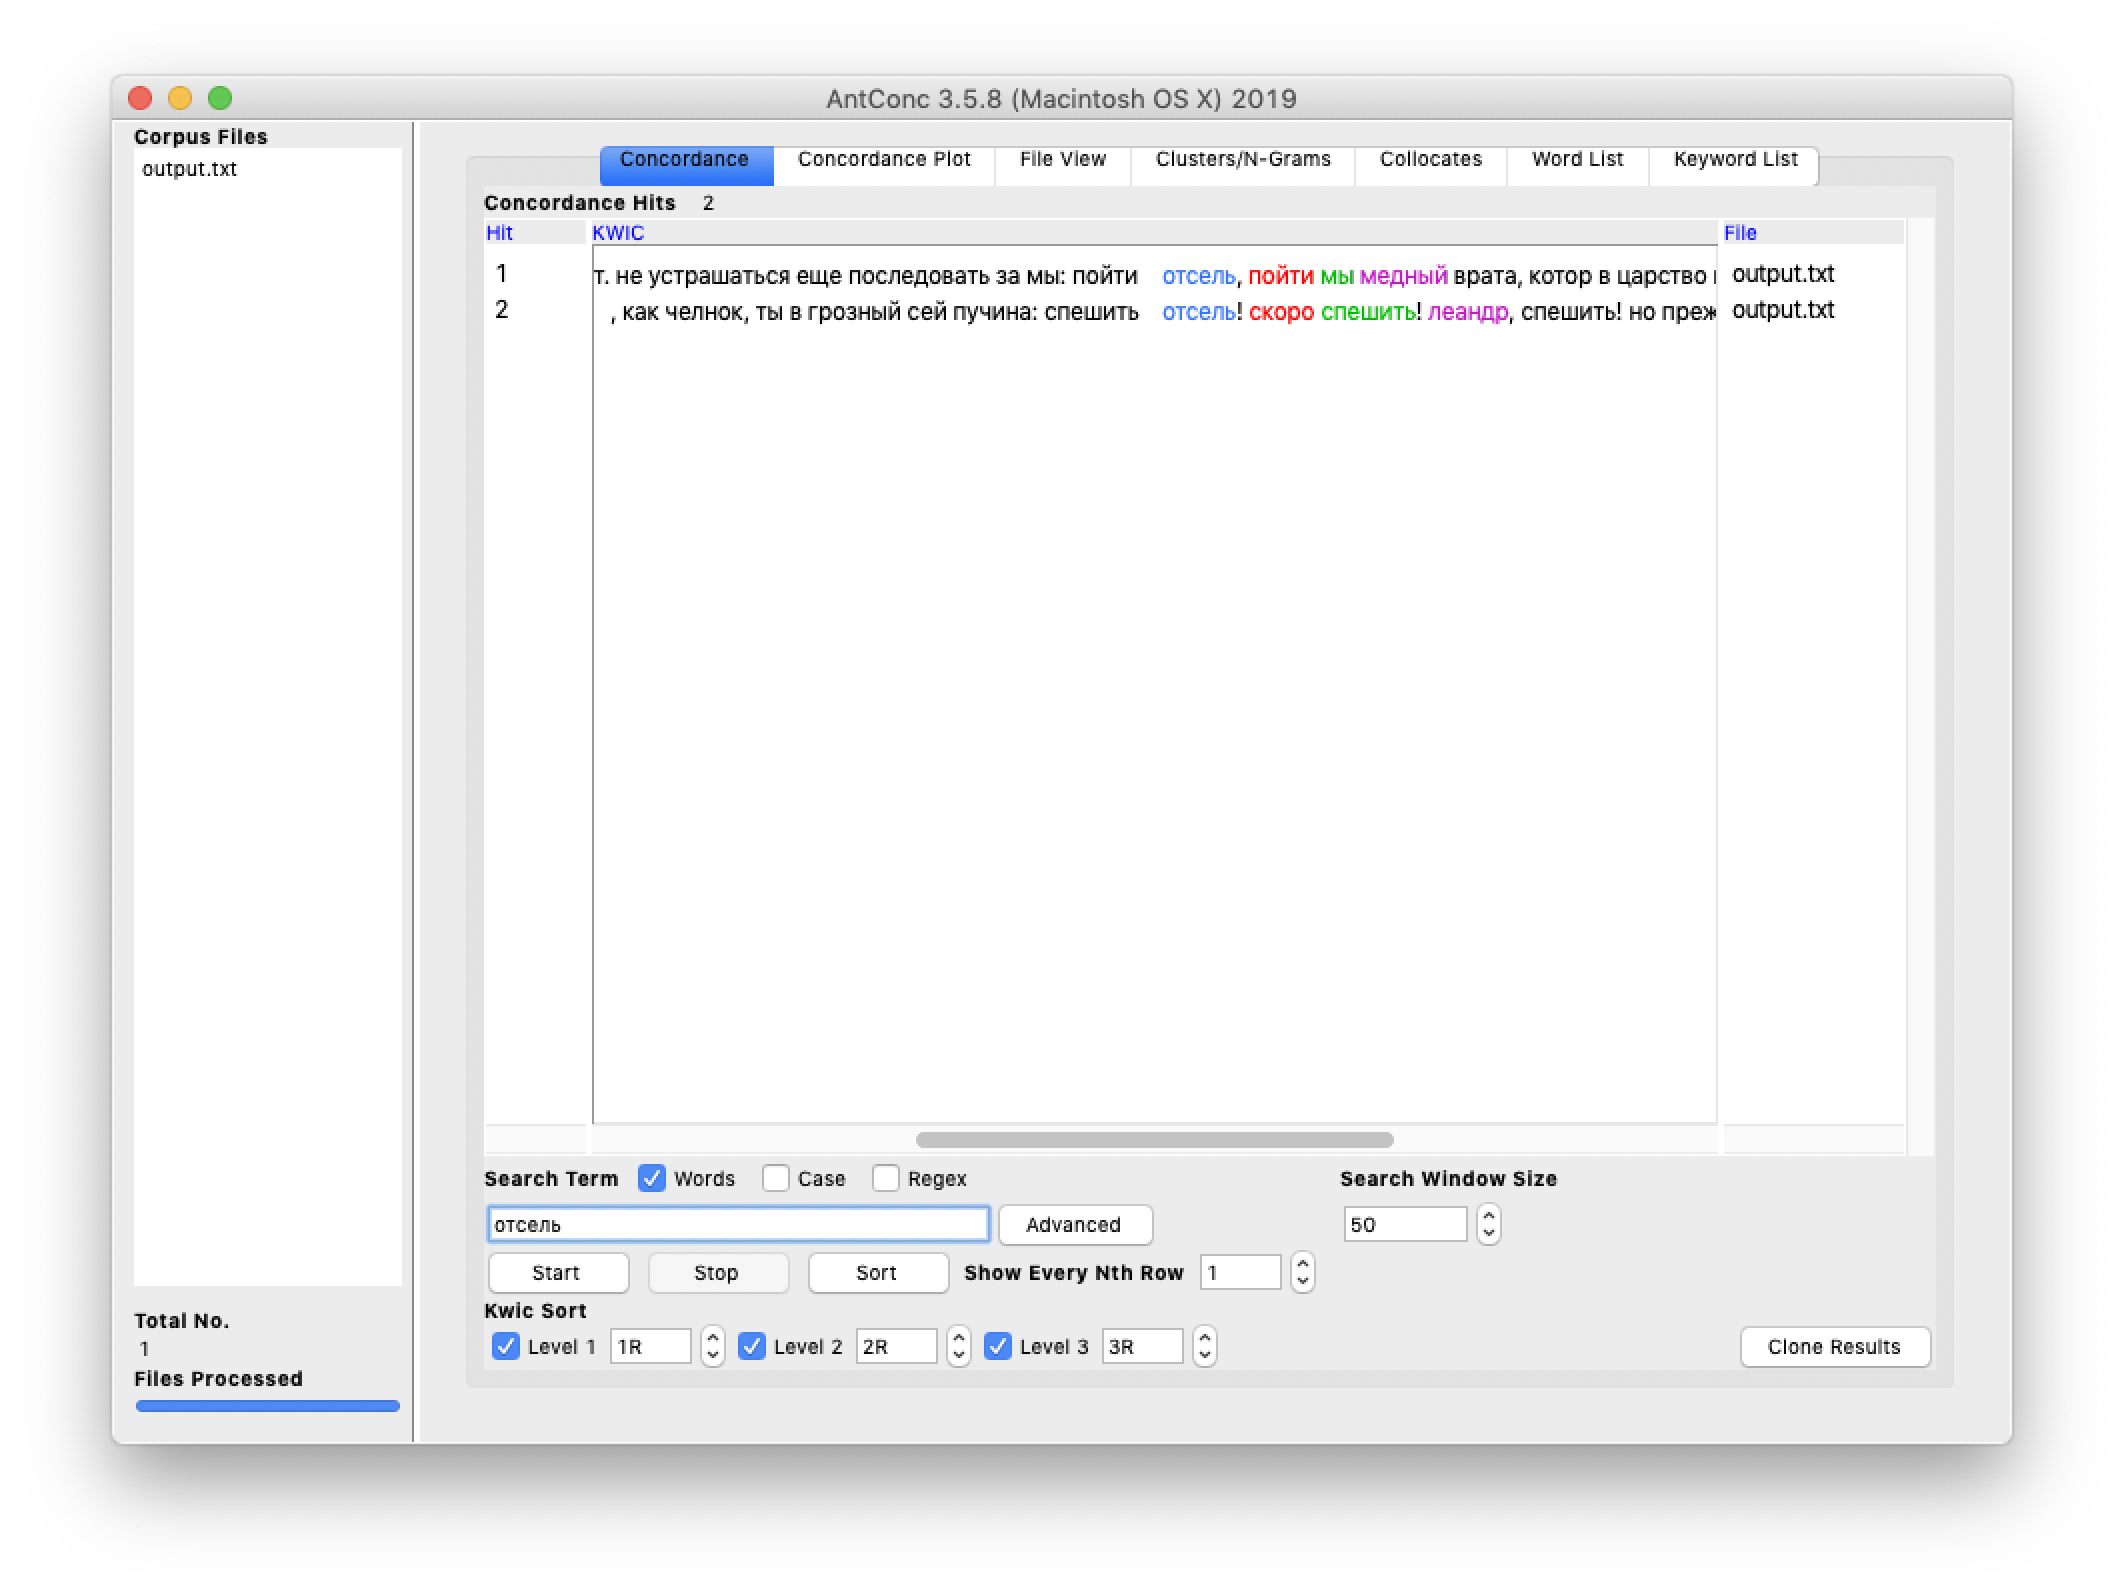 AntConc 3.5.8 (Macintosh OS X) 2019
Corpus Files
output.txt
Concordance Concordance Plot File View Clusters/N-Grams Collocates Word List Keyword List
Concordance Hits 2
Hit KWIC File
1 т. не устрашаться еще последовать за мы: пойти отсель, пойти мы медный врата, котор в царство output.txt
2 , как челнок, ты в грозный сей пучина: спешить отсель! скоро спешить! леандр, спешить! но преж output.txt
Search Term Words Case Regex Search Window Size
отсель Advanced 50
Start Stop Sort Show Every Nth Row 1
Kwic Sort
Level 1 1R Level 2 2R Level 3 3R Clone Results
Total No.
1
Files Processed